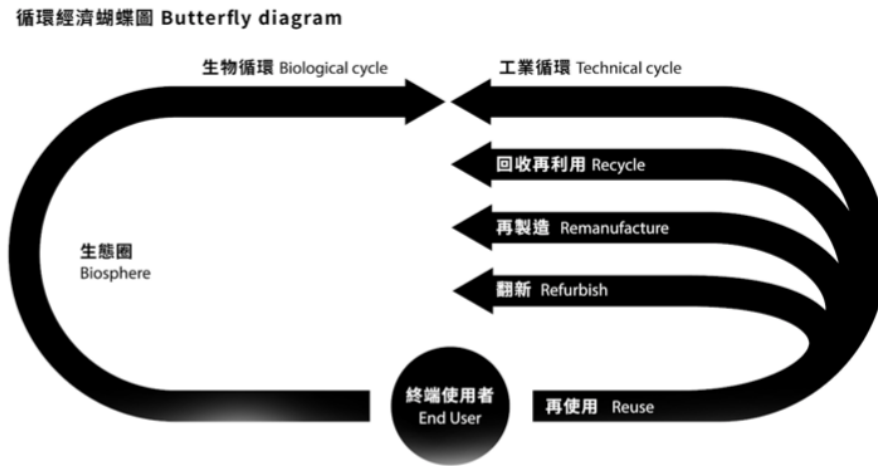 循環經濟蝴蝶圖 Butterfly diagram
生物循環 Biological cycle
工業循環 Technical cycle
回收再利用 Recycle
再製造 Remanufacture
生態圈
Biosphere
翻新 Refurbish
終端使用者
End User
再使用 Reuse